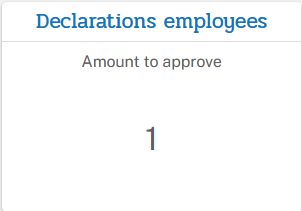 Declarations employees
Amount to approve
1